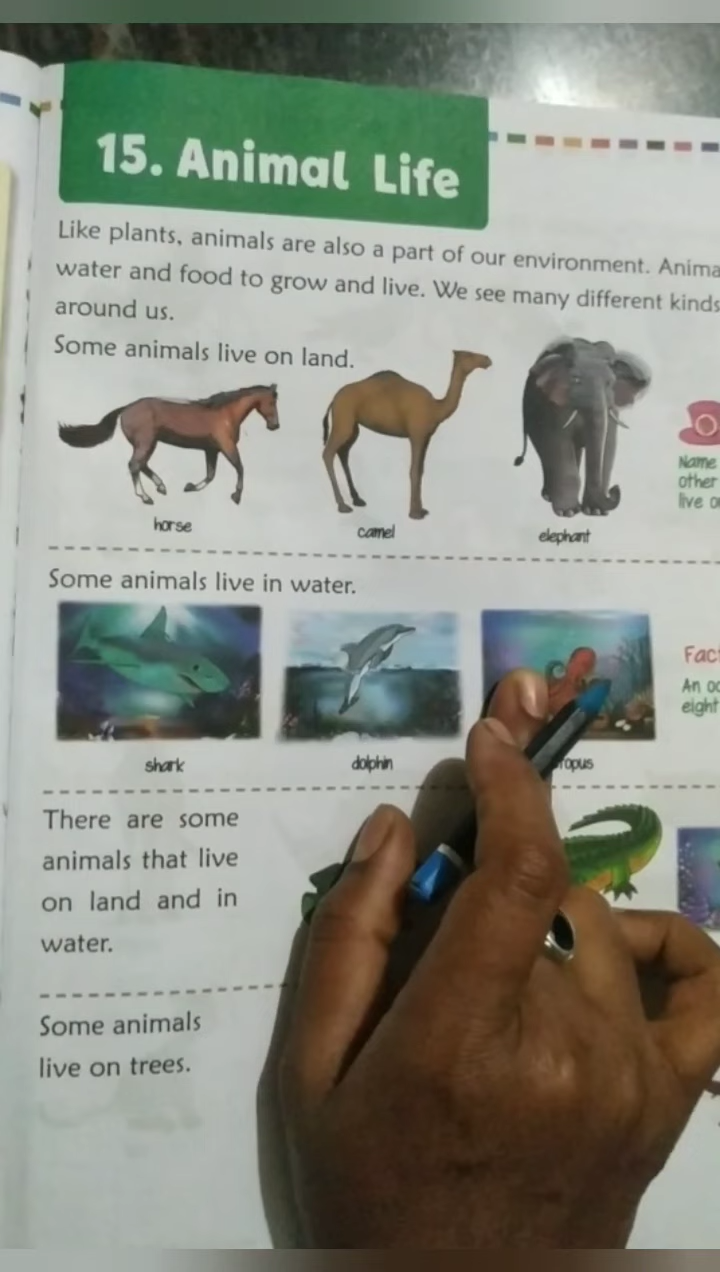 15. Animal Life
Like plants, animals are also a part of our environment. Anima
water and food to grow and live. We see many different kinds
around us.
Some animals live on land.
horse camel elephant
Name
other
live o
Some animals live in water.
Fac
An oc
eight
shark dolphin ropus
There are some
animals that live
on land and in
water.
Some animals
live on trees.